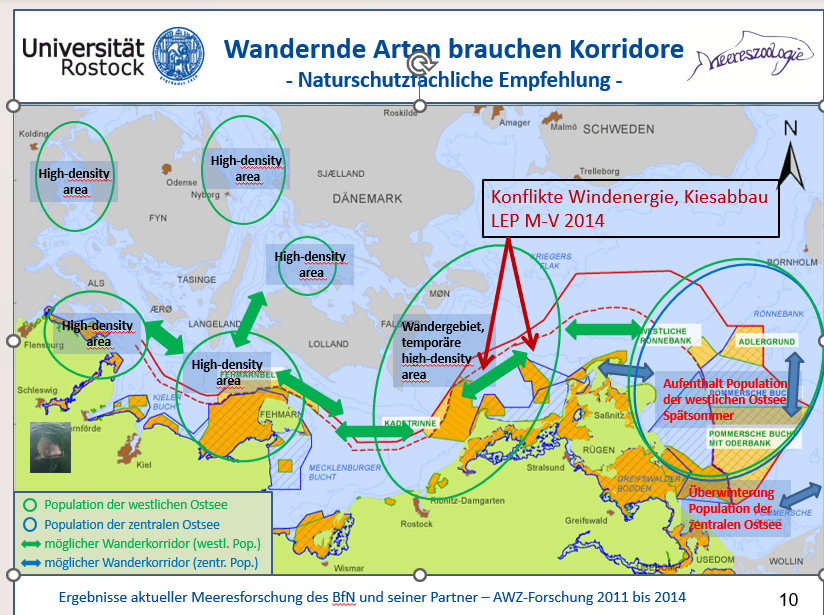 Universität
Rostock
Wandernde Arten brauchen Korridore
- Naturschutzfachliche Empfehlung -
Meereszoologie
Roskilde
Amager
Malmö
SCHWEDEN
N
Kolding
High-density
area
High-density
area
Odense
Nyborg
SJÆLLAND
DÄNEMARK
Trelleborg
FYN
Konflikte Windenergie, Kiesabbau
LEP M-V 2014
High-density
area
KRIEGERS
FLAK
BORNHOLM
ALS
TÅSINGE
ÆRØ
MØN
LANGELAND
RÖNNEBANK
High-density
area
Flensburg
LOLLAND
Wandergebiet,
temporäre
high-density
area
WESTLICHE
RÖNNEBANK
ADLERGRUND
High-density
area
Schleswig
KIELER
BUCHT
FEHMARN
Aufenthalt Population
der westlichen Ostsee
Spätsommer
Saßnitz
KADETRINNE
POMMERSCHE BUCHT
MIT ODERBANK
Kiel
MECKLENBURGER
BUCHT
Stralsund
RÜGEN
GREIFSWALDER
BODDEN
Überwinterung
Population der
zentralen Ostsee
Ribnitz-Damgarten
Rostock
Greifswald
Wismar
USEDOM
WOLLIN
Population der westlichen Ostsee
Population der zentralen Ostsee
möglicher Wanderkorridor (westl. Pop.)
möglicher Wanderkorridor (zentr. Pop.)
Ergebnisse aktueller Meeresforschung des BfN und seiner Partner – AWZ-Forschung 2011 bis 2014
10